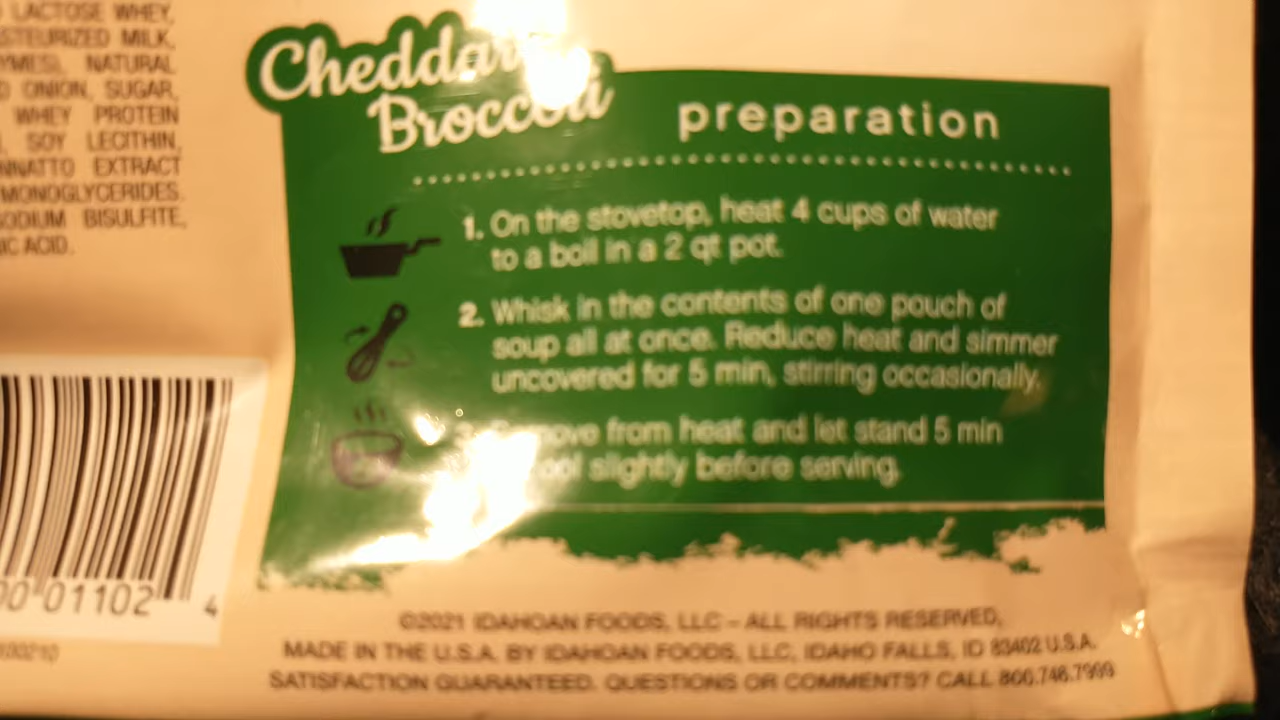 LACTOSE WHEY,
MILK,
NATURAL
ONION, SUGAR,
WHEY PROTEIN
SOY LECITHIN,
EXTRACT
MONOGLYCERIDES.
BISULFITE,
ACID.
Cheddar
Broccoli
preparation
1. On the stovetop, heat 4 cups of water
to a boil in a 2 qt pot.
2. Whisk in the contents of one pouch of
soup all at once. Reduce heat and simmer
uncovered for 5 min, stirring occasionally.
from heat and let stand 5 min
slightly before serving.
01102 4
©2021 IDAHOAN FOODS, LLC – ALL RIGHTS RESERVED,
MADE IN THE U.S.A. BY IDAHOAN FOODS, LLC, IDAHO FALLS, ID 83402 U.S.A.
SATISFACTION GUARANTEED. QUESTIONS OR COMMENTS? CALL 800.746.7999